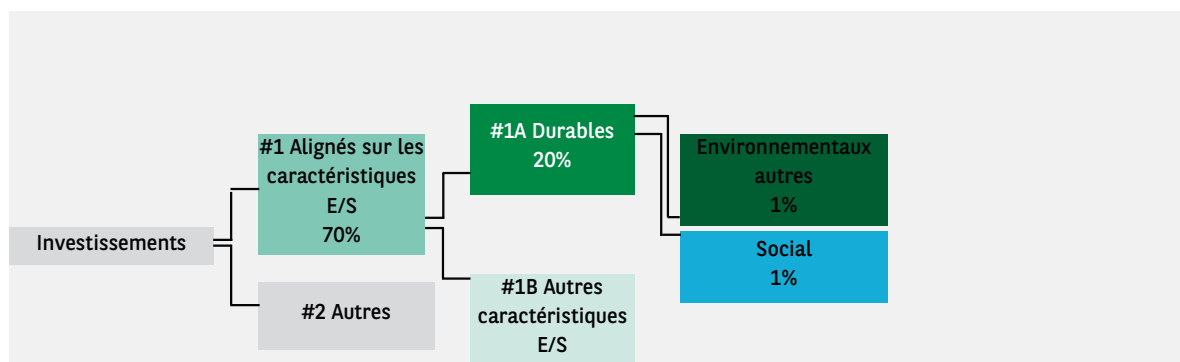 Investissements
#1 Alignés sur les
caractéristiques
E/S
70%
#2 Autres
#1A Durables
20%
#1B Autres
caractéristiques
E/S
Environnementaux
autres
1%
Social
1%